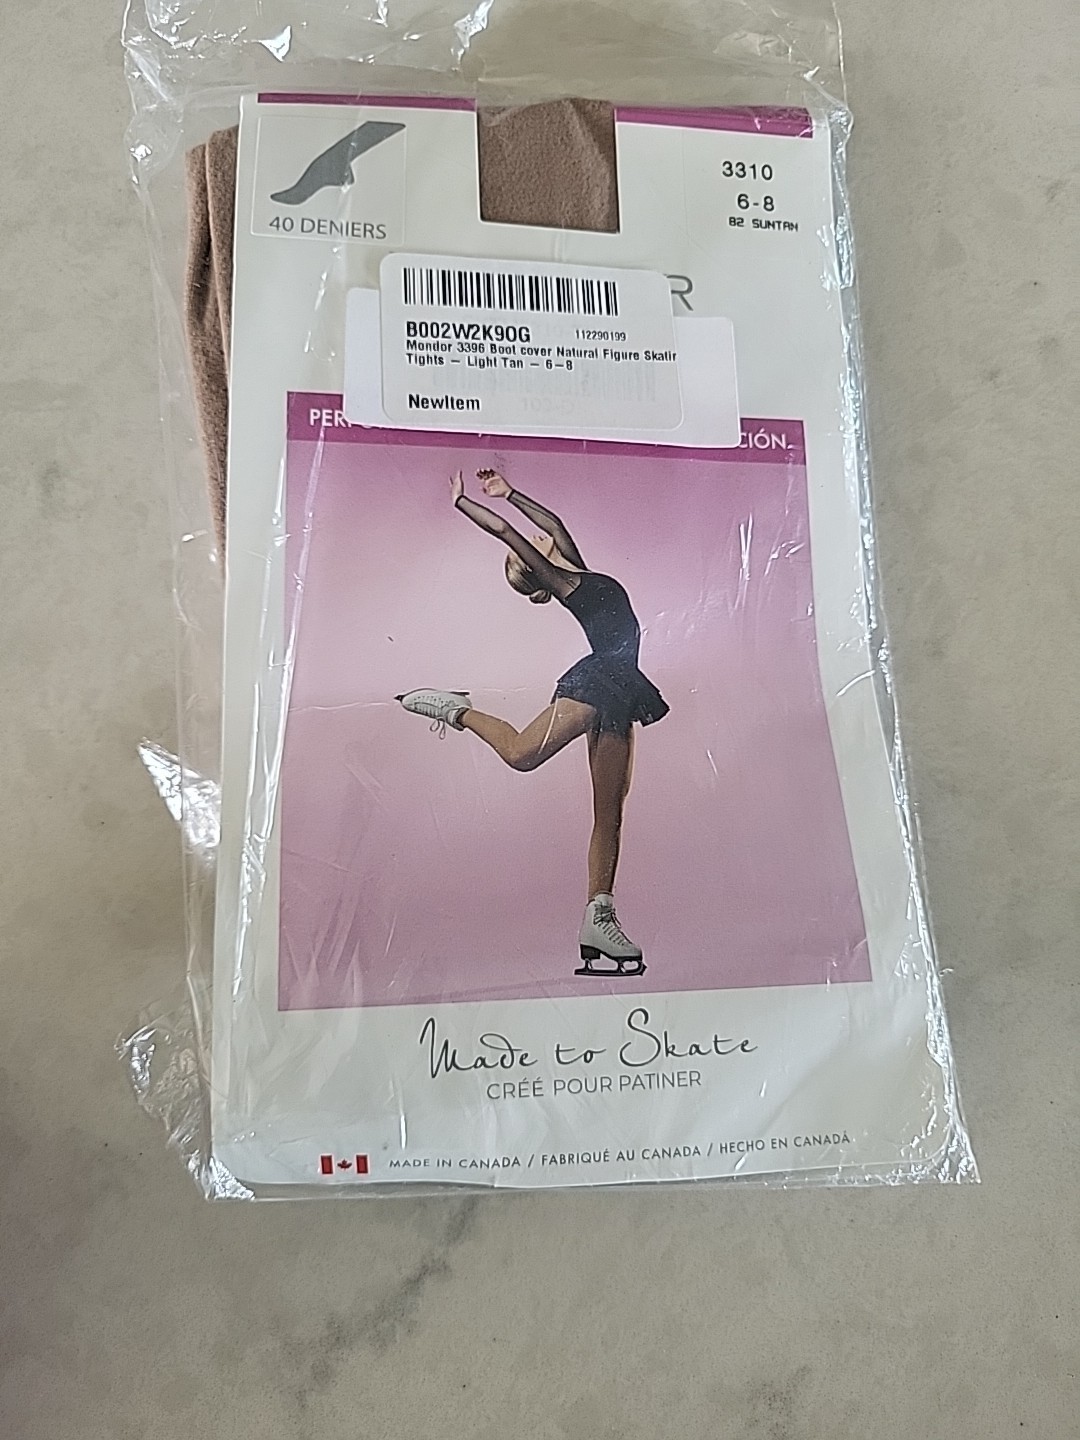 40 DENIERS
3310
6-8
82 SUNTAN
R
B002W2K9OG 112290199
Mondor 3396 Boot cover Natural Figure Skatir
Tights — Light Tan — 6-8
NewItem
CIÓN
Made to Skate
CRÉÉ POUR PATINER
MADE IN CANADA / FABRIQUÉ AU CANADA / HECHO EN CANADÁ